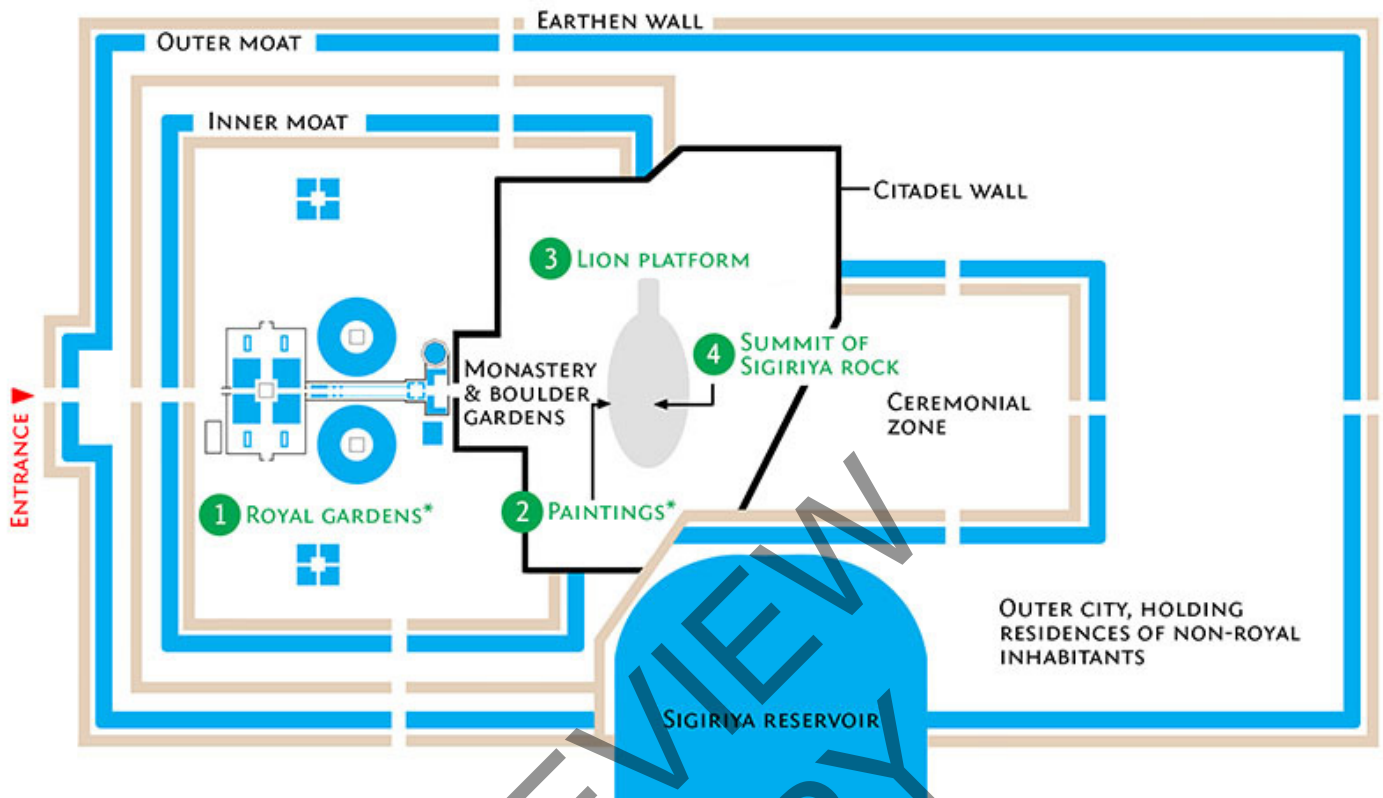 EARTHEN WALL
OUTER MOAT
INNER MOAT
CITADEL WALL
3 LION PLATFORM
4 SUMMIT OF
SIGIRIYA ROCK
MONASTERY
& BOULDER
GARDENS
CEREMONIAL
ZONE
ENTRANCE
1 ROYAL GARDENS*
2 PAINTINGS*
OUTER CITY, HOLDING
RESIDENCES OF NON-ROYAL
INHABITANTS
SIGIRIYA RESERVOIR